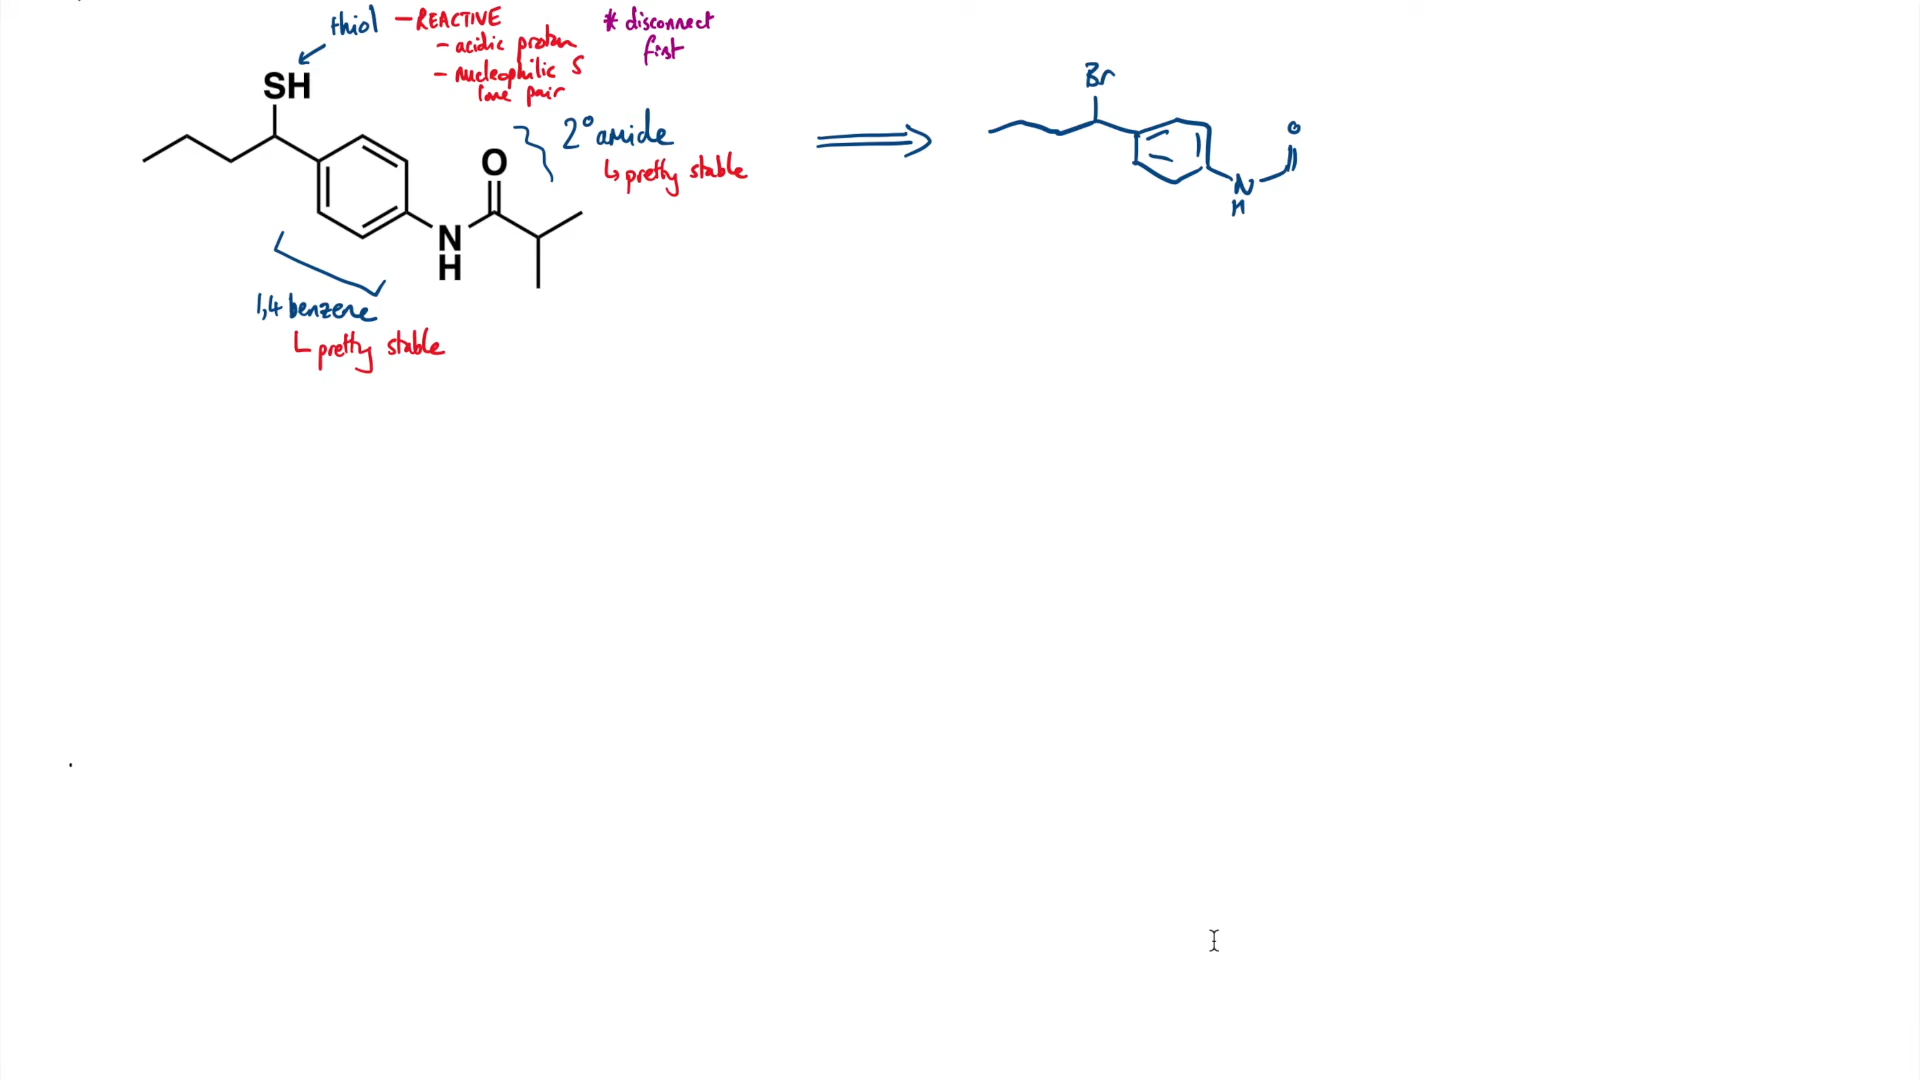 thiol – REACTIVE
- acidic proton
- nucleophilic S
lone pair
* disconnect
first
SH
2° amide
↳ pretty stable
O
N
H
1,4 benzene
↳ pretty stable
Br
O
N
H